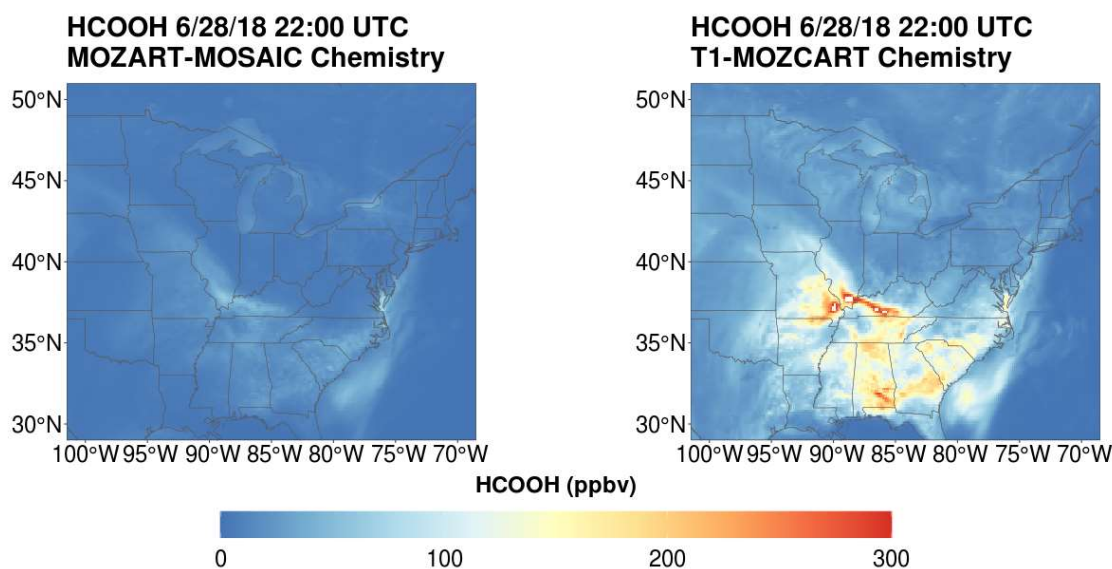 HCOOH 6/28/18 22:00 UTC
MOZART-MOSAIC Chemistry
HCOOH 6/28/18 22:00 UTC
T1-MOZCART Chemistry
50°N
45°N
40°N
35°N
30°N
100°W 95°W 90°W 85°W 80°W 75°W 70°W
50°N
45°N
40°N
35°N
30°N
100°W 95°W 90°W 85°W 80°W 75°W 70°W
HCOOH (ppbv)
0 100 200 300